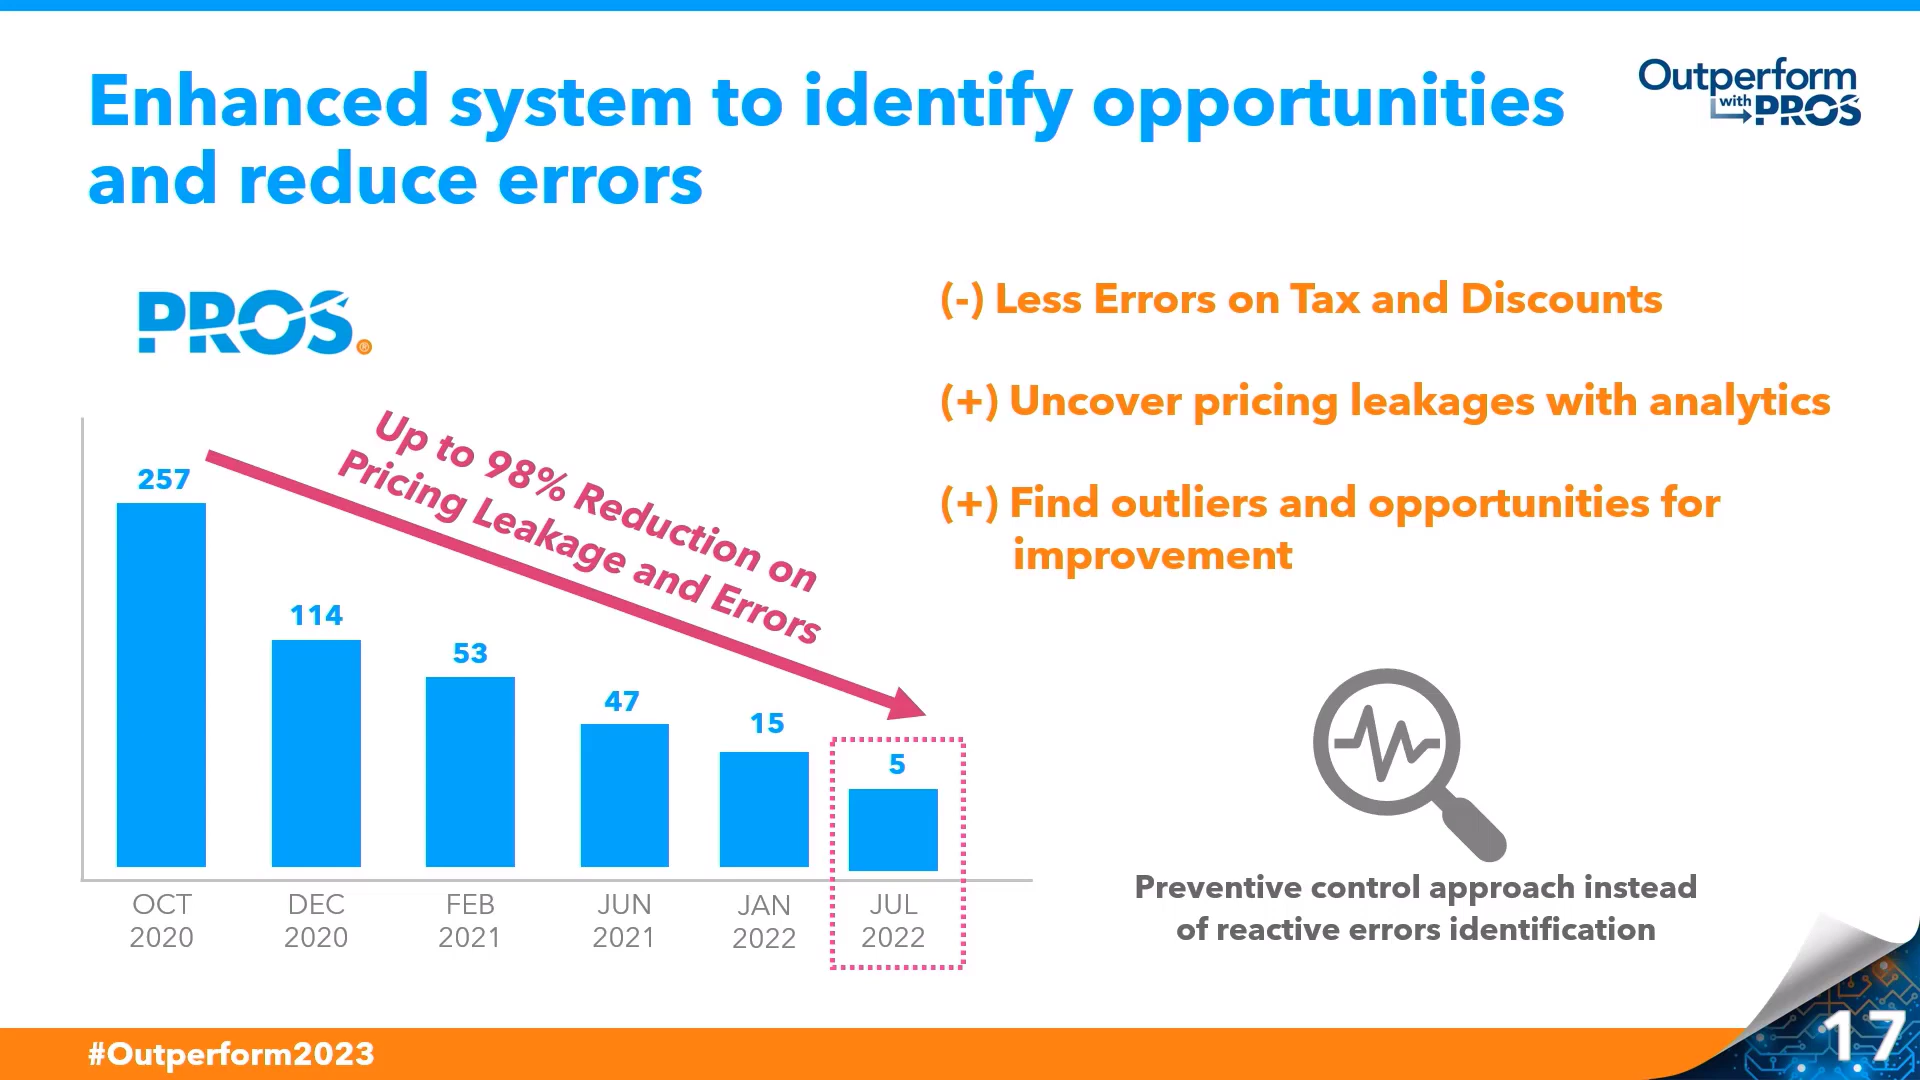 Enhanced system to identify opportunities
and reduce errors
Outperform
with PROS
PROS®
(-) Less Errors on Tax and Discounts
(+) Uncover pricing leakages with analytics
(+) Find outliers and opportunities for
improvement
Up to 98% Reduction on
Pricing Leakage and Errors
257
114
53
47
15
5
OCT
2020
DEC
2020
FEB
2021
JUN
2021
JAN
2022
JUL
2022
Preventive control approach instead
of reactive errors identification
#Outperform2023
17